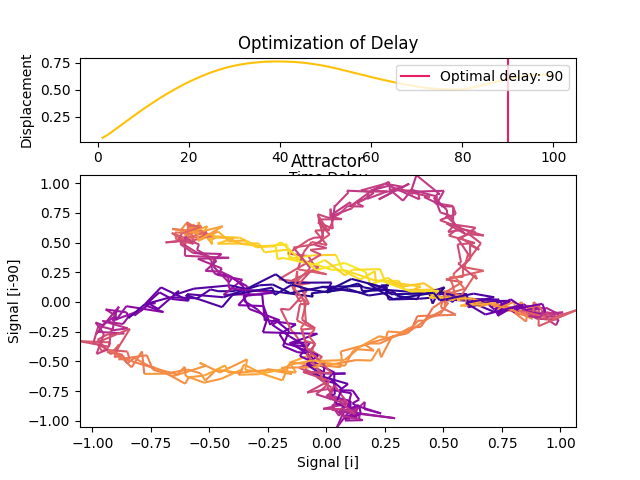 Optimization of Delay
Displacement
0.75
0.50
0.25
Optimal delay: 90
0 20 40 60 80 100
Time Delay
Attractor
Signal [i-90]
1.00
0.75
0.50
0.25
0.00
−0.25
−0.50
−0.75
−1.00
−1.00 −0.75 −0.50 −0.25 0.00 0.25 0.50 0.75 1.00
Signal [i]